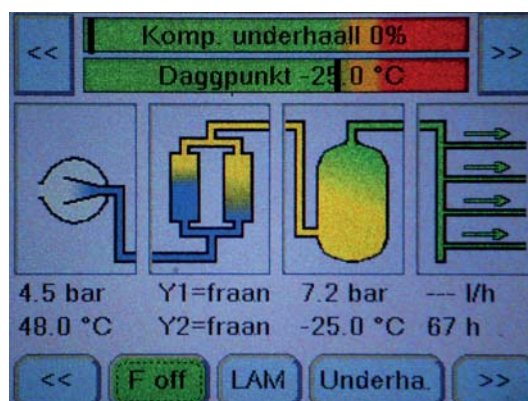 << Komp. underhaall 0% >>
Daggpunkt -25.0 °C
4.5 bar Y1=fraan 7.2 bar --- l/h
48.0 °C Y2=fraan -25.0 °C 67 h
<< F off LAM Underha. >>